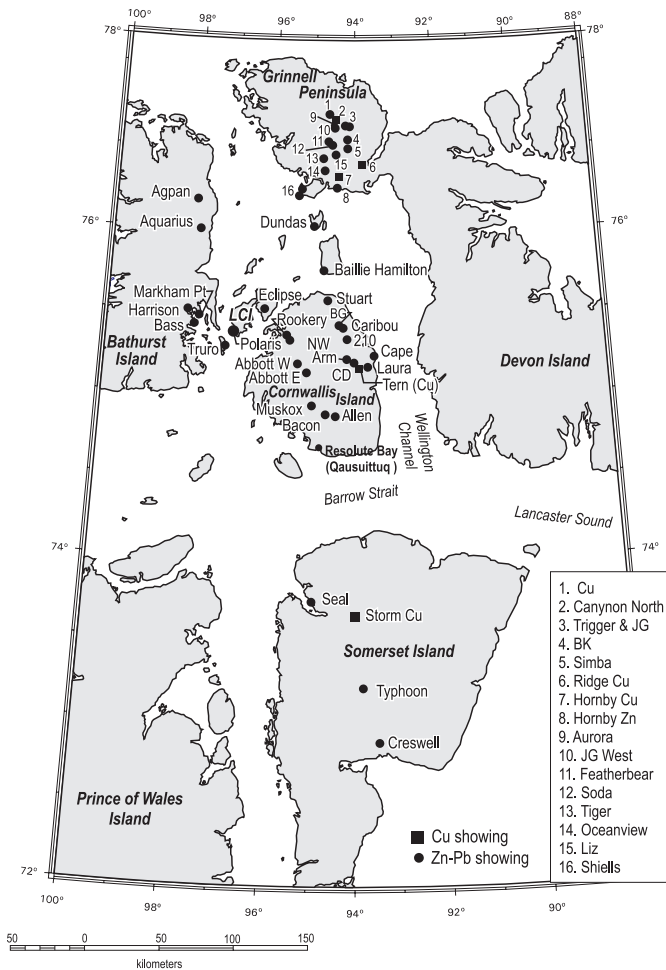 100° 98° 96° 94° 92° 90° 88°
78° 78°
Grinnell
Peninsula
1
9 2
3
10
11 4
12 5
13 15 6
14 7
16 8
76° 76°
Agpan
Aquarius
Dundas
Baillie Hamilton
Markham Pt
Harrison
Bass
Bathurst
Island
Truro
LCI
Eclipse
Stuart
Rookery
BG
Caribou
210
Polaris
NW
Arm
Cape
Laura
CD
Tern (Cu)
Abbott W
Abbott E
Cornwallis
Island
Muskox
Bacon
Allen
Resolute Bay
(Qausuittuq )
Devon Island
Wellington
Channel
Barrow Strait
Lancaster Sound
74° 74°
Seal
Storm Cu
Somerset Island
Typhoon
Creswell
Prince of Wales
Island
1. Cu
2. Canynon North
3. Trigger & JG
4. BK
5. Simba
6. Ridge Cu
7. Hornby Cu
8. Hornby Zn
9. Aurora
10. JG West
11. Featherbear
12. Soda
13. Tiger
14. Oceanview
15. Liz
16. Shiells
Cu showing
Zn-Pb showing
72°
100° 98° 96° 94° 92° 90°
50 0 50 100 150
kilometers